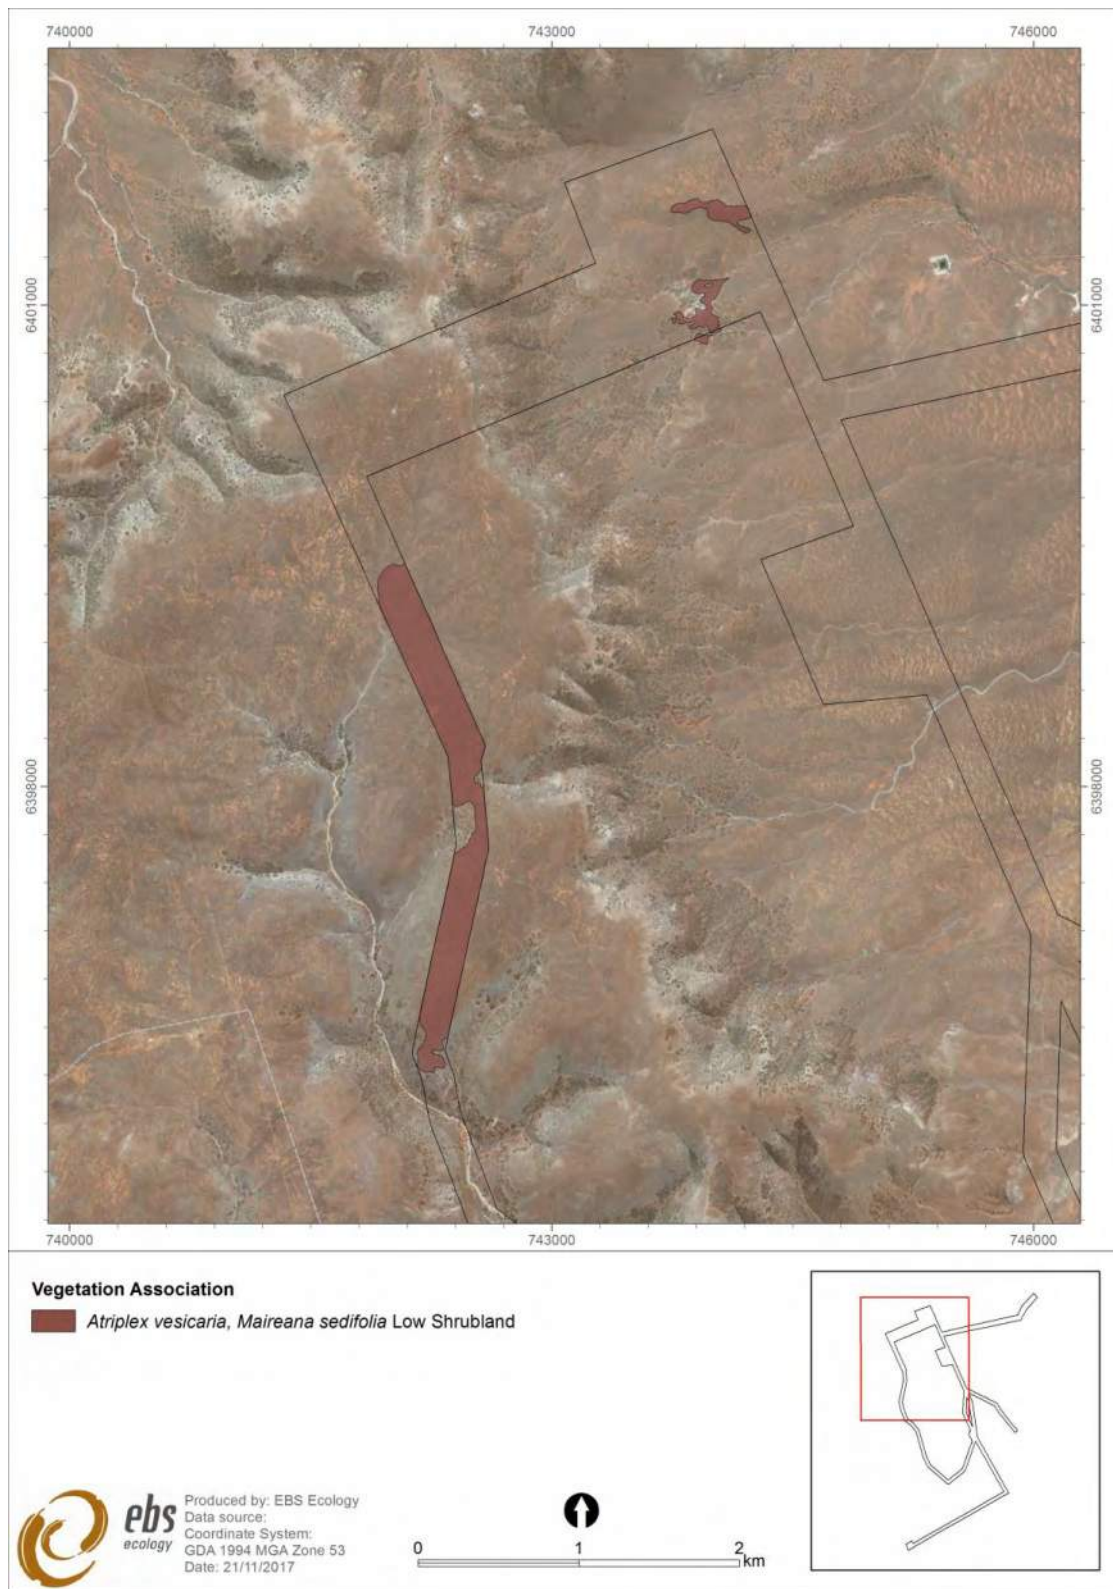 740000 743000 746000
6401000 6401000
6398000 6398000
740000 743000 746000
Vegetation Association
Atriplex vesicaria, Maireana sedifolia Low Shrubland
ebs
ecology
Produced by: EBS Ecology
Data source:
Coordinate System:
GDA 1994 MGA Zone 53
Date: 21/11/2017
0 1 2
km